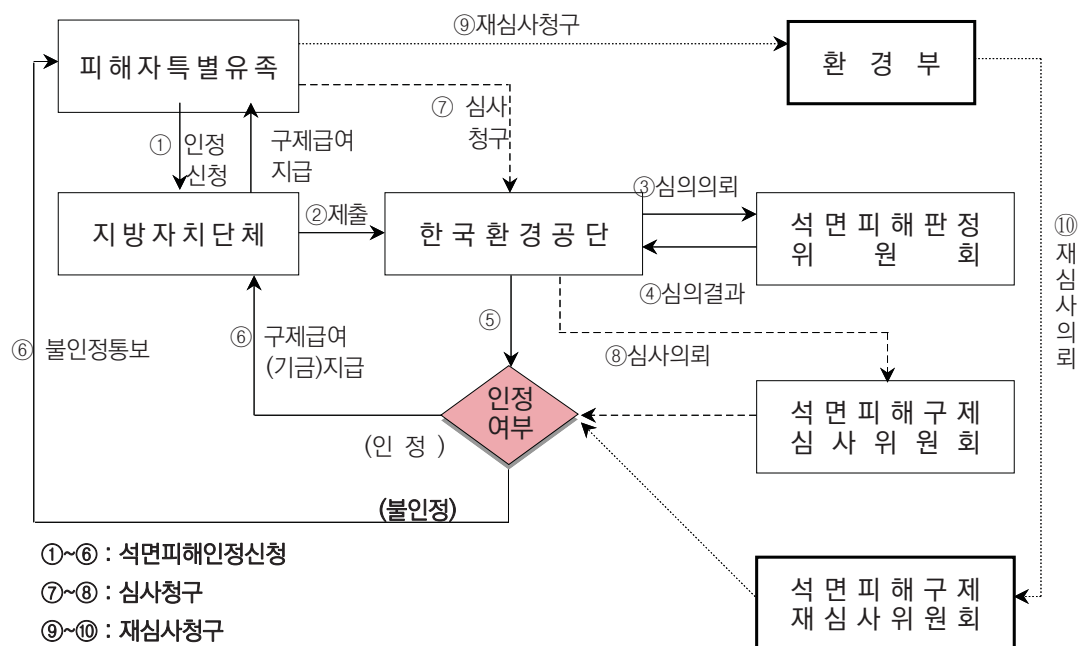 ⑨재심사청구
피해자특별유족
환 경 부
⑦ 심사
청구
① 인정
신청
구제급여
지급
③심의의뢰
②제출
지방자치단체
한국환경공단
석면피해판정
위 원 회
⑩재심사의뢰
④심의결과
⑤
⑥ 불인정통보
⑥ 구제급여
(기금)지급
⑧심사의뢰
인정
여부
석면피해구제
심사위원회
(인 정 )
(불인정)
①~⑥ : 석면피해인정신청
⑦~⑧ : 심사청구
⑨~⑩ : 재심사청구
석면피해구제
재심사위원회